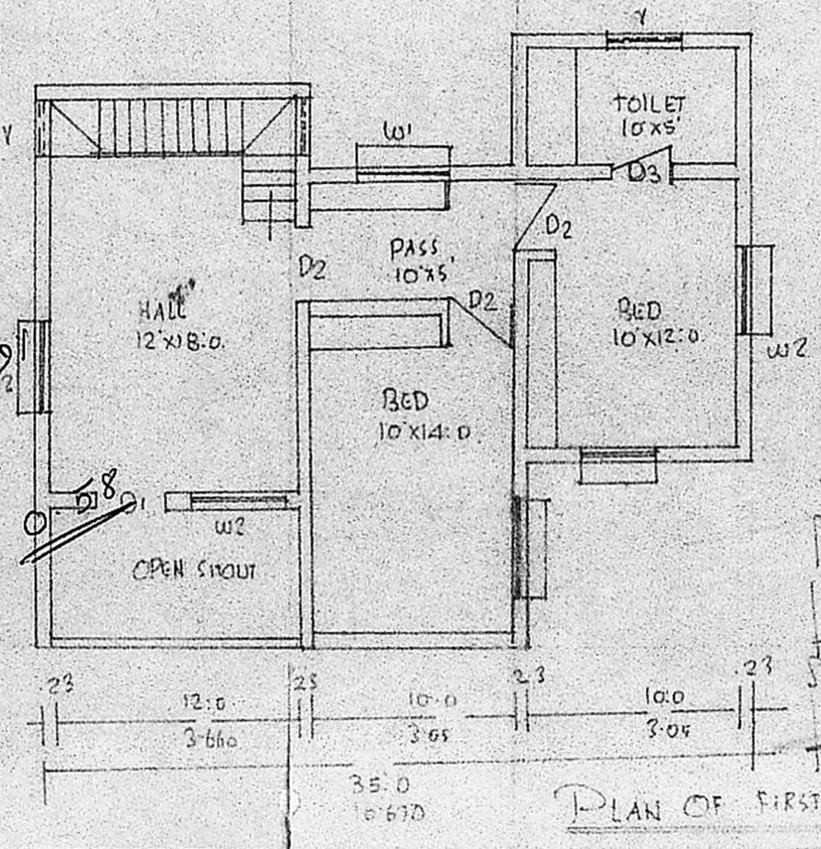 V
TOILET
10'x5'
V
W1
D3
D2
PASS
10'x5'
D2
D2
HALL
12'x18:0.
BED
10'x12:0
W2
BED
10'x14:0.
8
D1
W2
OPEN SITOUT
.23
12:0
3.660
23
10:0
3.05
23
10:0
3.05
.23
35.0
10.670
PLAN OF FIRST